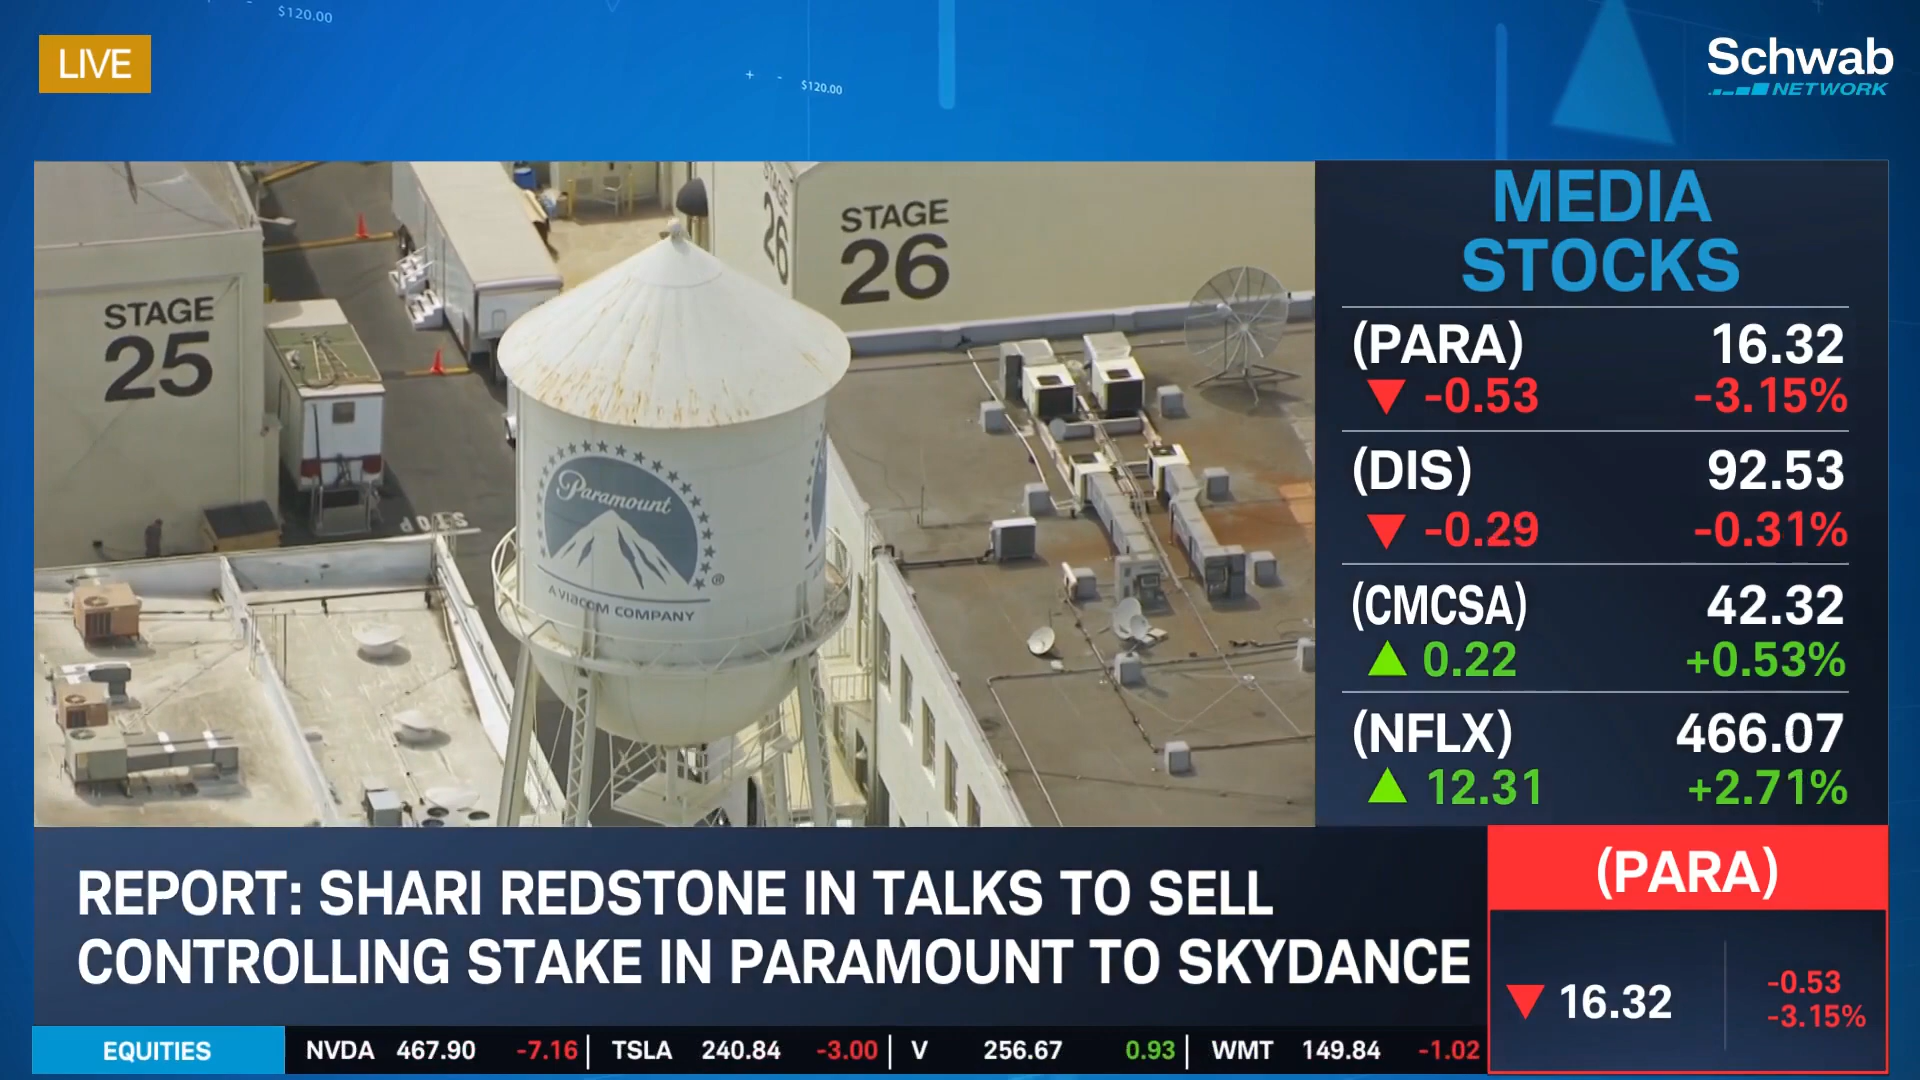 $120.00
LIVE
+ - $120.00
Schwab
NETWORK
STAGE
25
STAGE
26
STAGE
26
STOP
Paramount
®
A VIACOM COMPANY
MEDIA
STOCKS
(PARA) 16.32
▼ -0.53 -3.15%
(DIS) 92.53
▼ -0.29 -0.31%
(CMCSA) 42.32
▲ 0.22 +0.53%
(NFLX) 466.07
▲ 12.31 +2.71%
REPORT: SHARI REDSTONE IN TALKS TO SELL
CONTROLLING STAKE IN PARAMOUNT TO SKYDANCE
(PARA)
▼ 16.32
-0.53
-3.15%
EQUITIES NVDA 467.90 -7.16 | TSLA 240.84 -3.00 | V 256.67 0.93 | WMT 149.84 -1.02